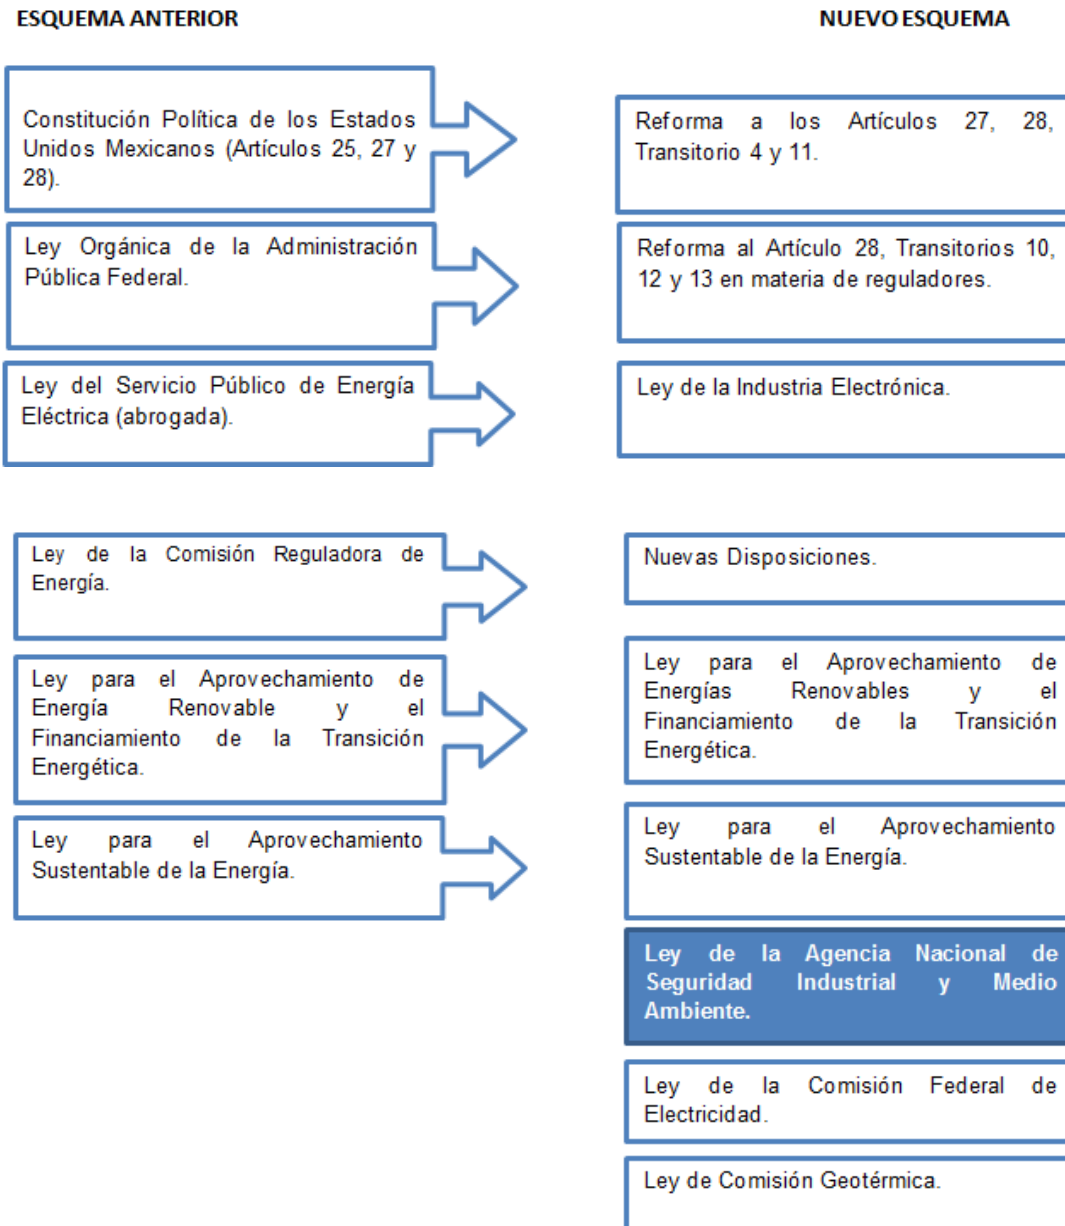 ESQUEMA ANTERIOR
NUEVO ESQUEMA
Constitución Política de los Estados
Unidos Mexicanos (Artículos 25, 27 y
28).
Reforma a los Artículos 27, 28,
Transitorio 4 y 11.
Ley Orgánica de la Administración
Pública Federal.
Reforma al Artículo 28, Transitorios 10,
12 y 13 en materia de reguladores.
Ley del Servicio Público de Energía
Eléctrica (abrogada).
Ley de la Industria Electrónica.
Ley de la Comisión Reguladora de
Energía.
Nuevas Disposiciones.
Ley para el Aprovechamiento de
Energía Renovable y el
Financiamiento de la Transición
Energética.
Ley para el Aprovechamiento de
Energías Renovables y el
Financiamiento de la Transición
Energética.
Ley para el Aprovechamiento
Sustentable de la Energía.
Ley para el Aprovechamiento
Sustentable de la Energía.
Ley de la Agencia Nacional de
Seguridad Industrial y Medio
Ambiente.
Ley de la Comisión Federal de
Electricidad.
Ley de Comisión Geotérmica.